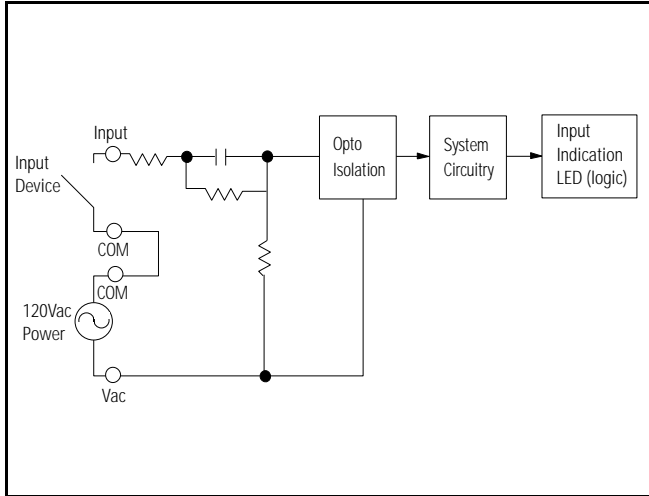 Input
Input
Device
COM
COM
120Vac
Power
Vac
Opto
Isolation
System
Circuitry
Input
Indication
LED (logic)